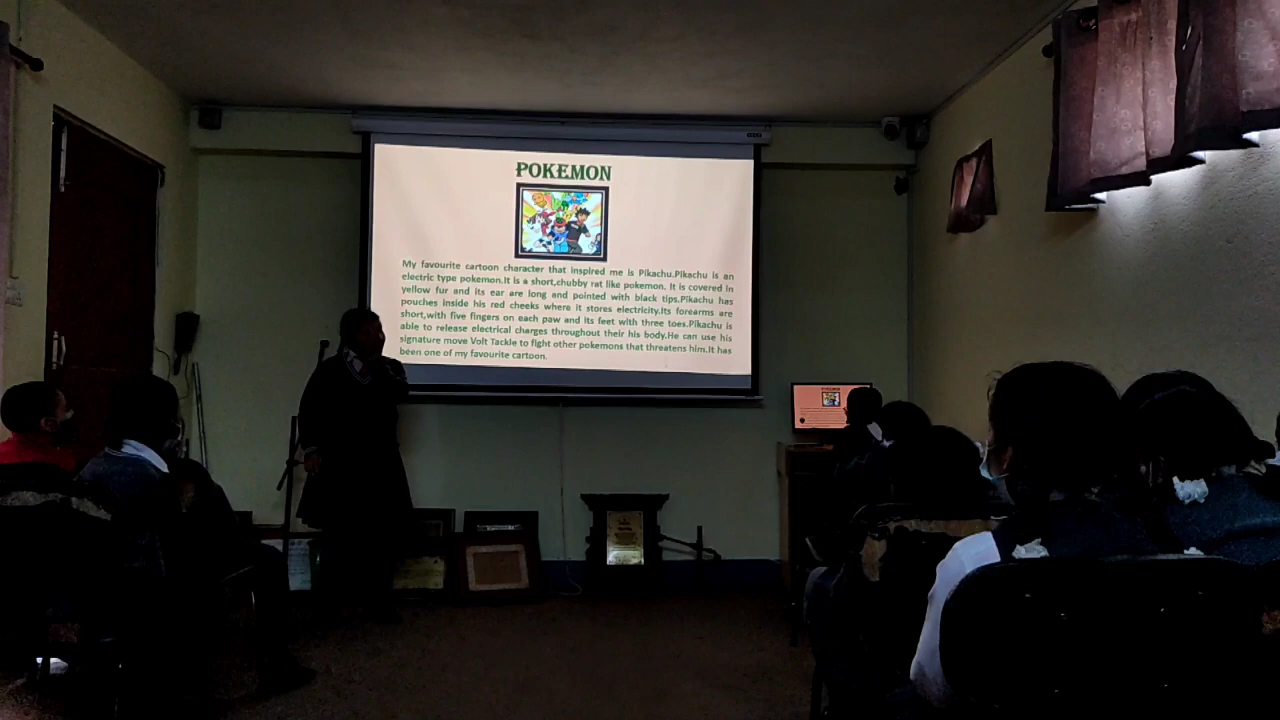 POKEMON
My favourite cartoon character that inspired me is Pikachu.Pikachu is an
electric type pokemon.It is a short,chubby rat like pokemon. It is covered in
yellow fur and its ear are long and pointed with black tips.Pikachu has
pouches inside his red cheeks where it stores electricity.Its forearms are
short,with five fingers on each paw and its feet with three toes.Pikachu is
able to release electrical charges throughout their his body.He can use his
signature move Volt Tackle to fight other pokemons that threatens him.It has
been one of my favourite cartoon.
POKEMON